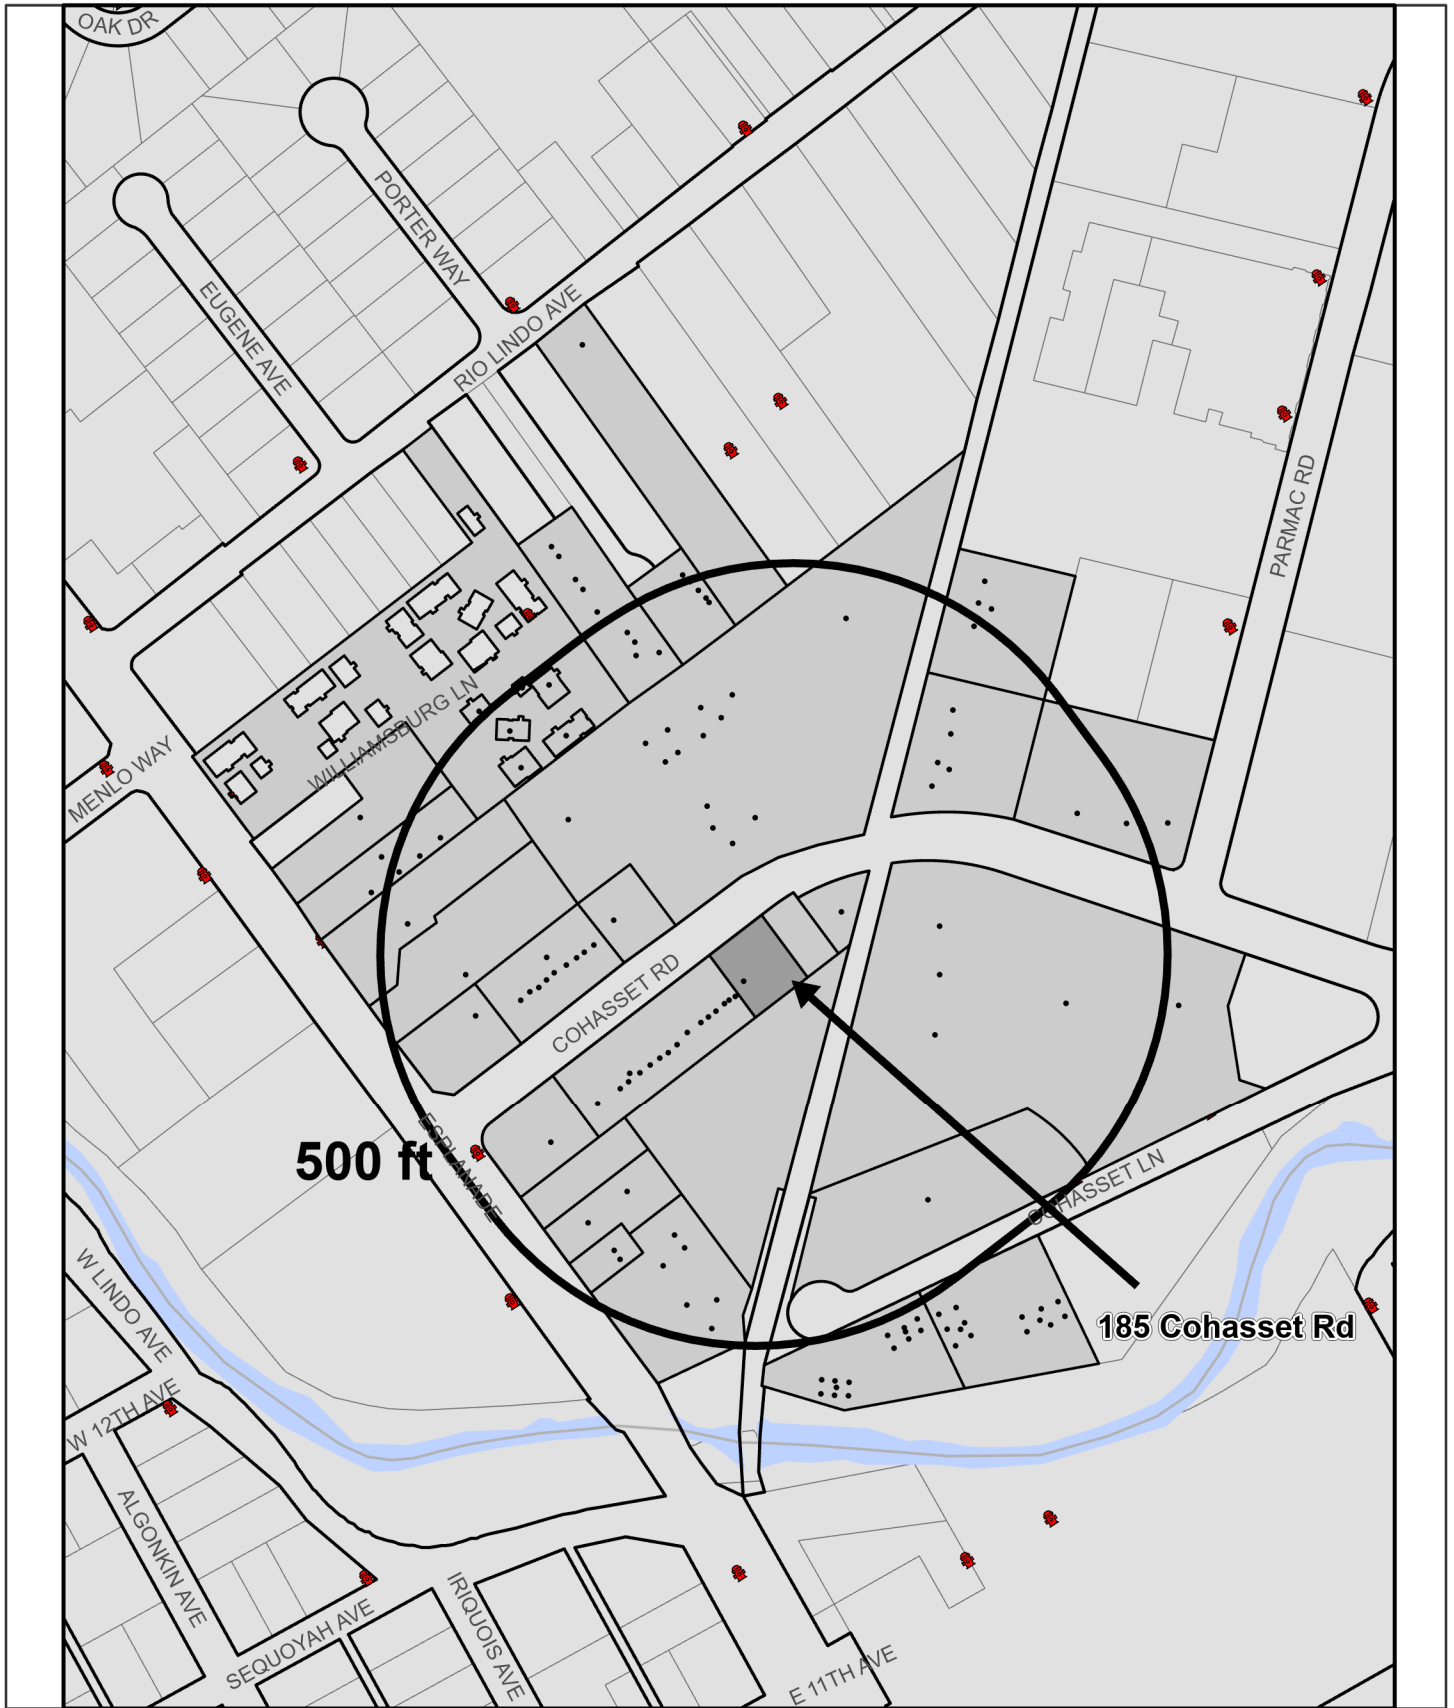 OAK DR
PORTER WAY
EUGENE AVE
RIO LINDO AVE
PARMAC RD
WILLIAMSBURG LN
MENLO WAY
COHASSET RD
500 ft
ESPLANADE
COHASSET LN
185 Cohasset Rd
W LINDO AVE
W 12TH AVE
ALGONKIN AVE
SEQUOYAH AVE
IRIQUOIS AVE
E 11TH AVE